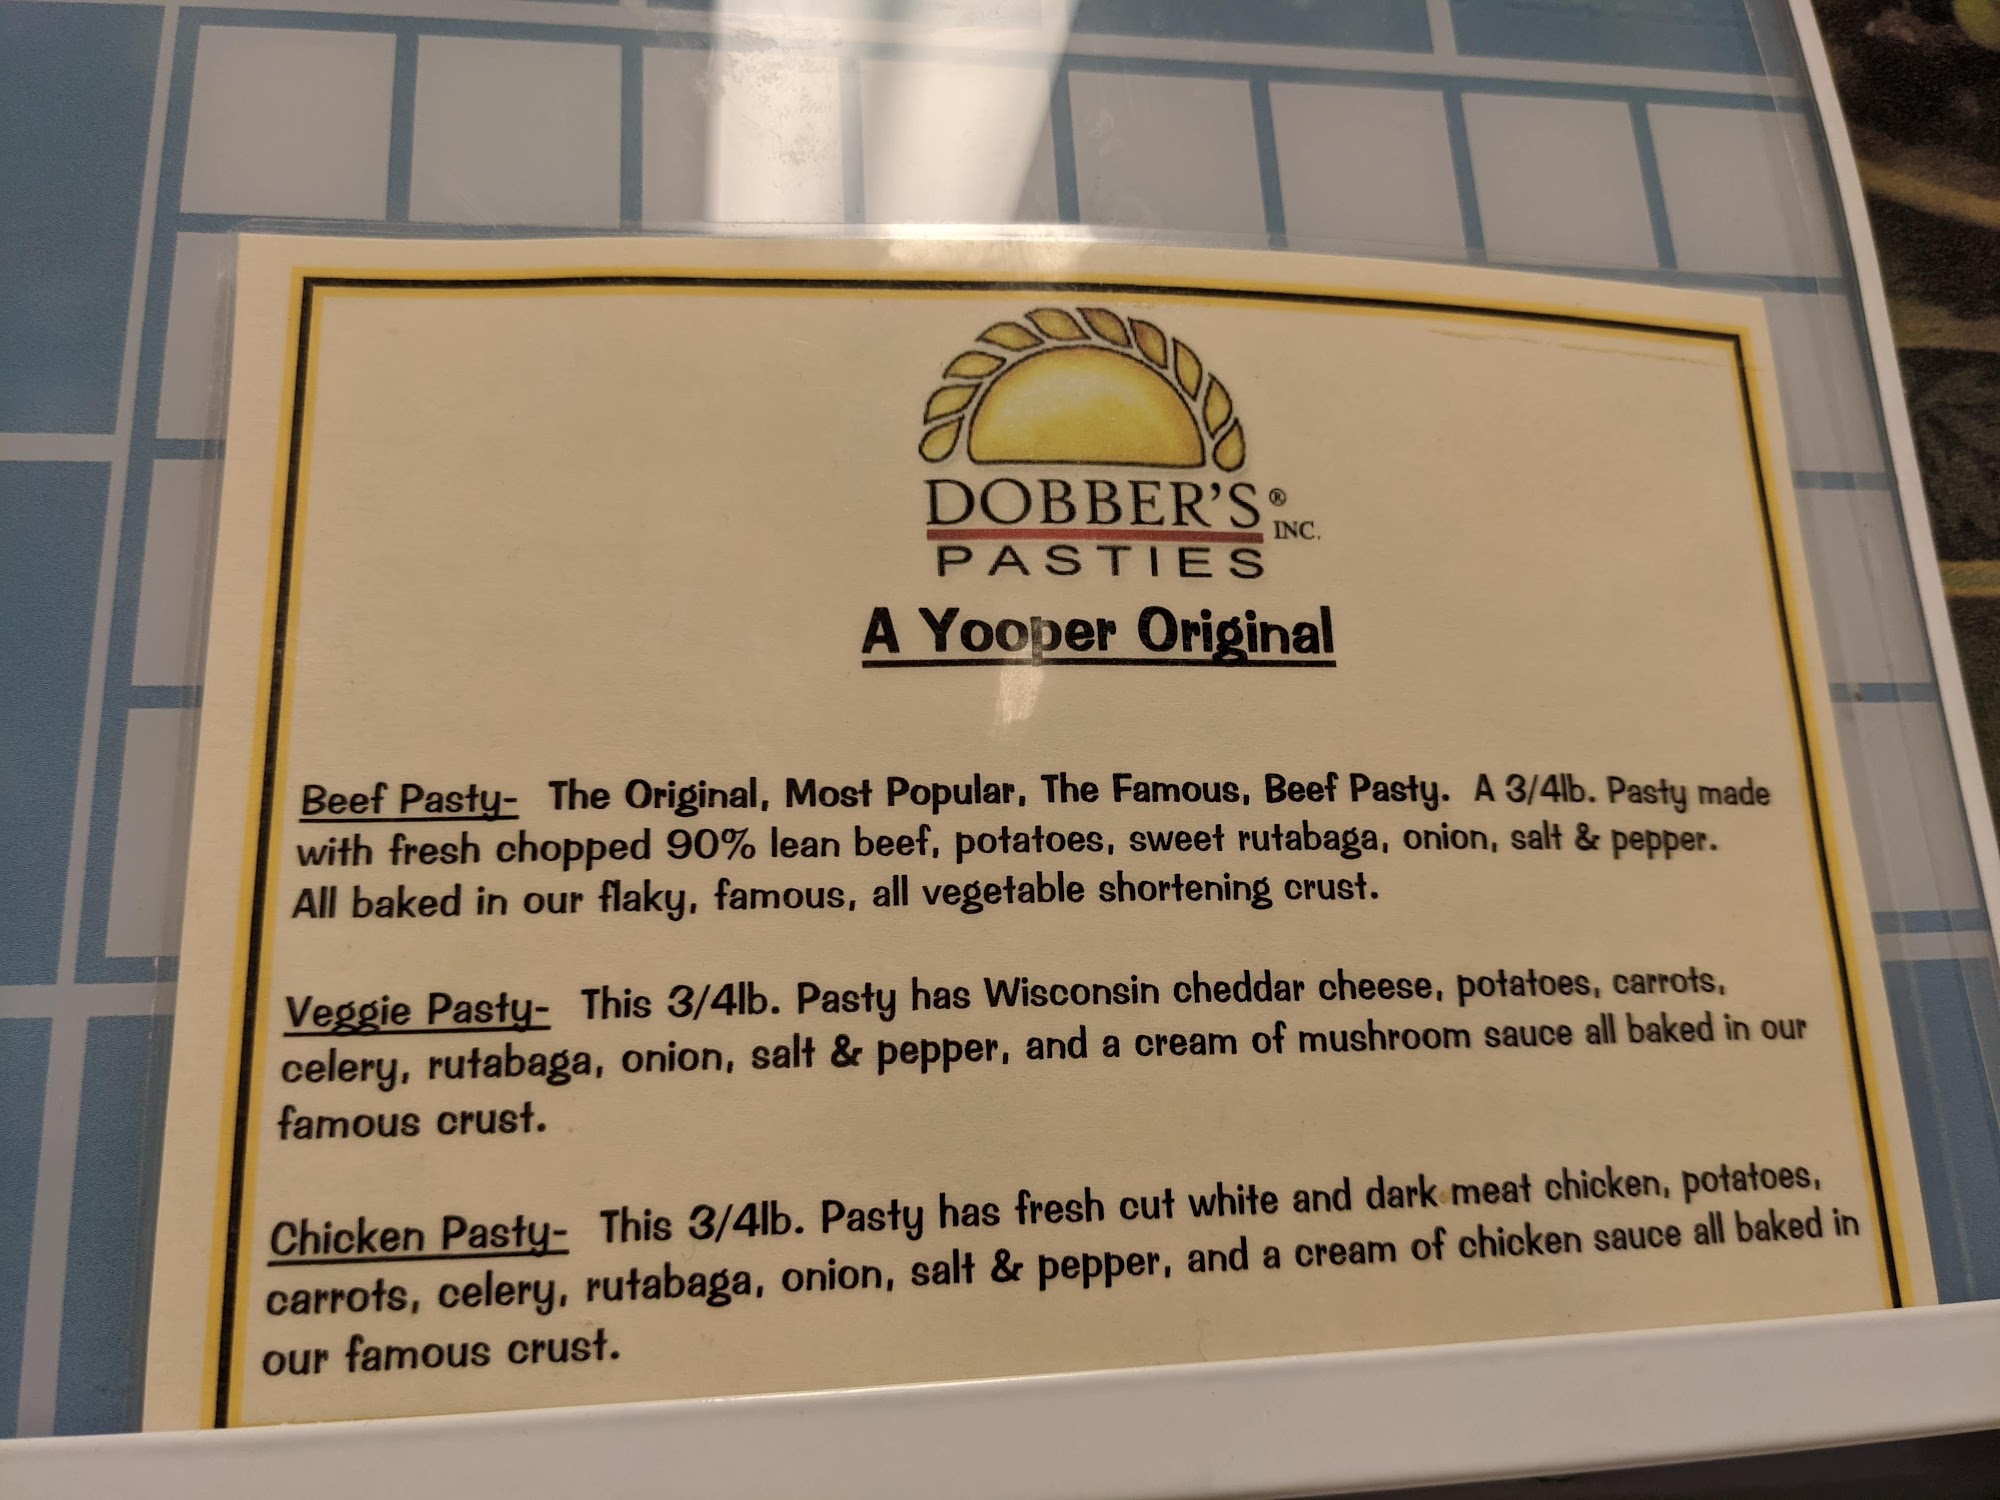 DOBBER'S® INC.
PASTIES
A Yooper Original
Beef Pasty- The Original, Most Popular, The Famous, Beef Pasty. A 3/4lb. Pasty made
with fresh chopped 90% lean beef, potatoes, sweet rutabaga, onion, salt & pepper.
All baked in our flaky, famous, all vegetable shortening crust.
Veggie Pasty- This 3/4lb. Pasty has Wisconsin cheddar cheese, potatoes, carrots,
celery, rutabaga, onion, salt & pepper, and a cream of mushroom sauce all baked in our
famous crust.
Chicken Pasty- This 3/4lb. Pasty has fresh cut white and dark meat chicken, potatoes,
carrots, celery, rutabaga, onion, salt & pepper, and a cream of chicken sauce all baked in
our famous crust.